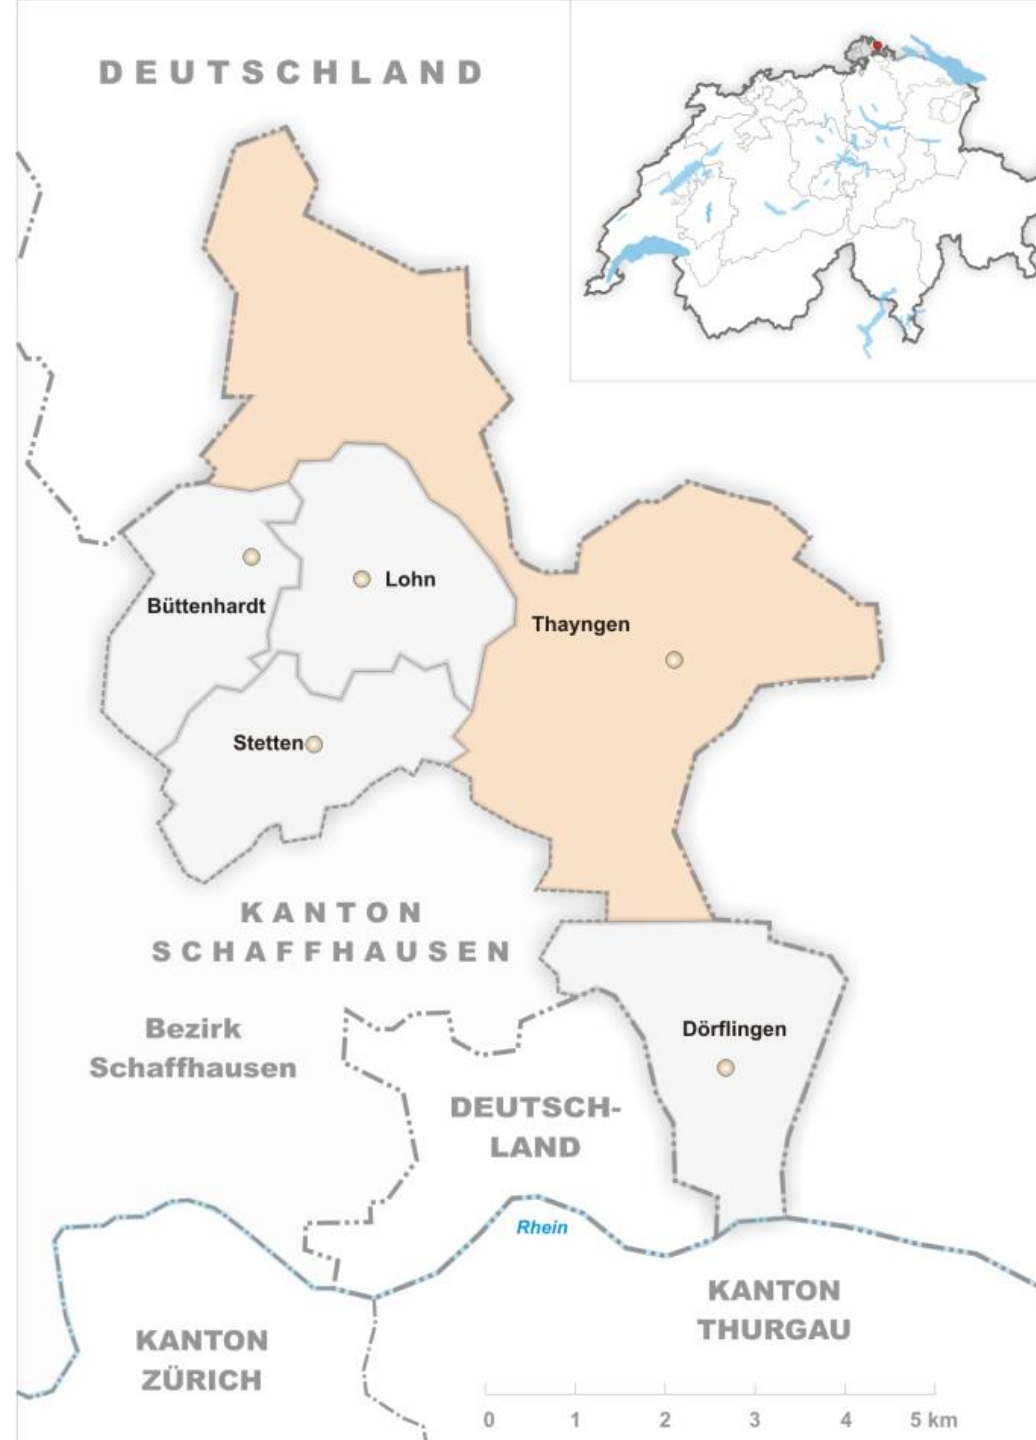 DEUTSCHLAND
Lohn
Büttenhardt
Thayngen
Stetten
KANTON
SCHAFFHAUSEN
Bezirk
Schaffhausen
Dörflingen
DEUTSCH-
LAND
Rhein
KANTON
THURGAU
KANTON
ZÜRICH
0 1 2 3 4 5 km